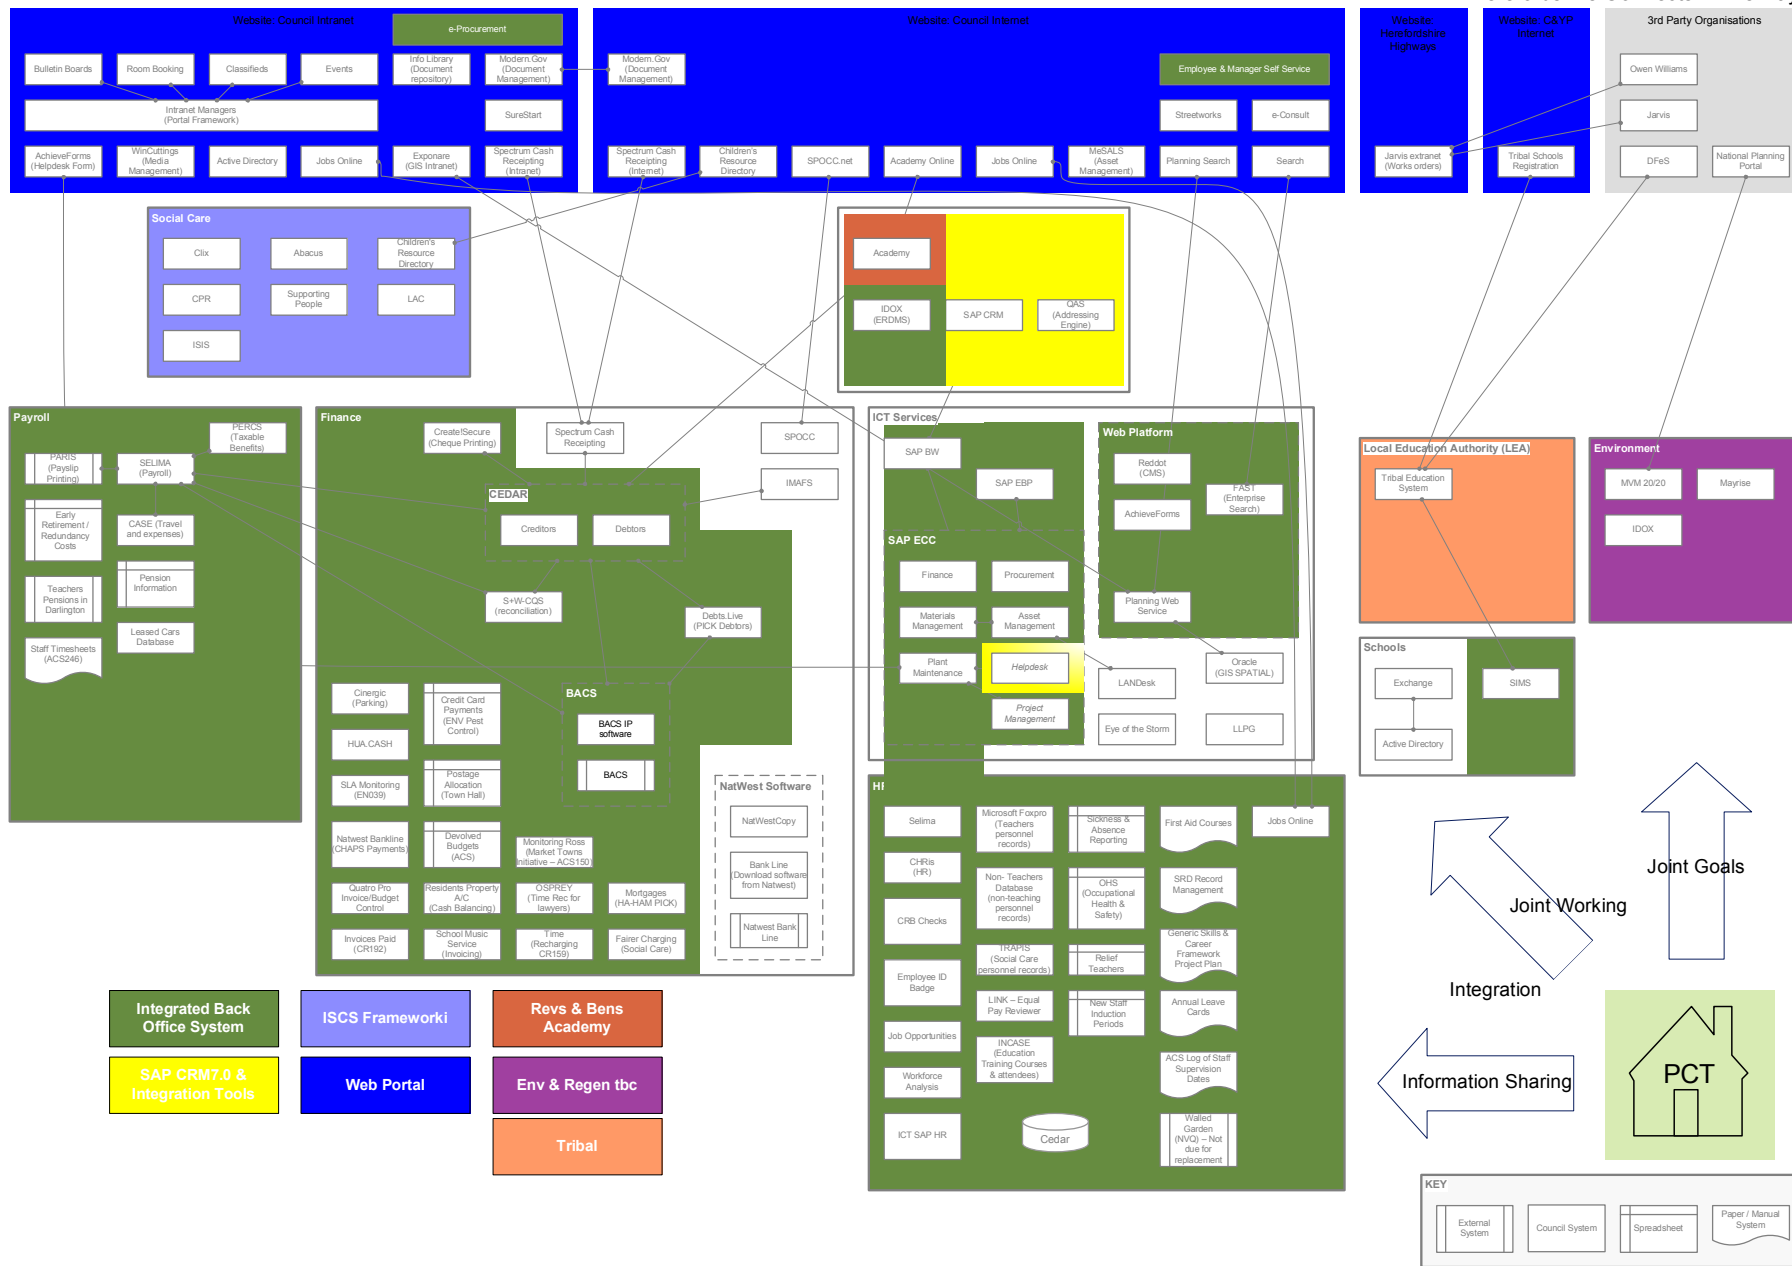 Website: Council Intranet
e-Procurement
Bulletin Boards
Room Booking
Classifieds
Events
Info Library
(Document
repository)
Modern.Gov
(Document
Management)
Intranet Managers
(Portal Framework)
SureStart
AchieveForms
(Helpdesk Form)
WinCuttings
(Media
Management)
Active Directory
Jobs Online
Exponare
(GIS Intranet)
Spectrum Cash
Receipting
(Intranet)
Website: Council Internet
Modern.Gov
(Document
Management)
Employee & Manager Self Service
Streetworks
e-Consult
Spectrum Cash
Receipting
(Internet)
Children's
Resource
Directory
SPOCC.net
Academy Online
Jobs Online
MeSALS
(Asset
Management)
Planning Search
Search
Website:
Herefordshire
Highways
Jarvis extranet
(Works orders)
Website: C&YP
Internet
Tribal Schools
Registration
3rd Party Organisations
Owen Williams
Jarvis
DFeS
National Planning
Portal
Social Care
Clix
Abacus
Children's
Resource
Directory
CPR
Supporting
People
LAC
ISIS
Academy
IDOX
(ERDMS)
SAP CRM
QAS
(Addressing
Engine)
Payroll
PERCS
(Taxable
Benefits)
PARIS
(Payslip
Printing)
SELIMA
(Payroll)
Early
Retirement /
Redundancy
Costs
CASE (Travel
and expenses)
Teachers
Pensions in
Darlington
Pension
Information
Staff Timesheets
(ACS246)
Leased Cars
Database
Finance
Create!Secure
(Cheque Printing)
Spectrum Cash
Receipting
SPOCC
IMAFS
CEDAR
Creditors
Debtors
S+W-CQS
(reconciliation)
Debts.Live
(PICK Debtors)
BACS
BACS IP
software
BACS
Cinergic
(Parking)
Credit Card
Payments
(ENV Pest
Control)
HUA.CASH
SLA Monitoring
(EN039)
Postage
Allocation
(Town Hall)
Natwest Bankline
(CHAPS Payments)
Devolved
Budgets
(ACS)
Monitoring Ross
(Market Towns
Initiative – ACS150)
Quatro Pro
Invoice/Budget
Control
Residents Property
A/C
(Cash Balancing)
OSPREY
(Time Rec for
lawyers)
Mortgages
(HA-HAM PICK)
Invoices Paid
(CR192)
School Music
Service
(Invoicing)
Time
(Recharging
CR159)
Fairer Charging
(Social Care)
NatWest Software
NatWestCopy
Bank Line
(Download software
from Natwest)
Natwest Bank
Line
ICT Services
SAP BW
SAP EBP
SAP ECC
Finance
Procurement
Materials
Management
Asset
Management
Plant
Maintenance
Helpdesk
Project
Management
Web Platform
Reddot
(CMS)
FAST
(Enterprise
Search)
AchieveForms
Planning Web
Service
LANDesk
Oracle
(GIS SPATIAL)
Eye of the Storm
LLPG
HR
Selima
Microsoft Foxpro
(Teachers
personnel
records)
Sickness &
Absence
Reporting
First Aid Courses
Jobs Online
CHRis
(HR)
Non- Teachers
Database
(non-teaching
personnel
records)
OHS
(Occupational
Health &
Safety)
SRD Record
Management
CRB Checks
TRAPIS
(Social Care
personnel records)
Relief
Teachers
Generic Skills &
Career
Framework
Project Plan
Employee ID
Badge
LINK – Equal
Pay Reviewer
New Staff
Induction
Periods
Annual Leave
Cards
Job Opportunities
INCASE
(Education
Training Courses
& attendees)
ACS Log of Staff
Supervision
Dates
Workforce
Analysis
ICT SAP HR
Cedar
Walled
Garden
(NVQ) – Not
due for
replacement
Local Education Authority (LEA)
Tribal Education
System
Environment
MVM 20/20
Mayrise
IDOX
Schools
Exchange
SIMS
Active Directory
Joint Goals
Joint Working
Integration
Information Sharing
PCT
Integrated Back
Office System
ISCS Frameworki
Revs & Bens
Academy
SAP CRM7.0 &
Integration Tools
Web Portal
Env & Regen tbc
Tribal
KEY
External
System
Council System
Spreadsheet
Paper / Manual
System